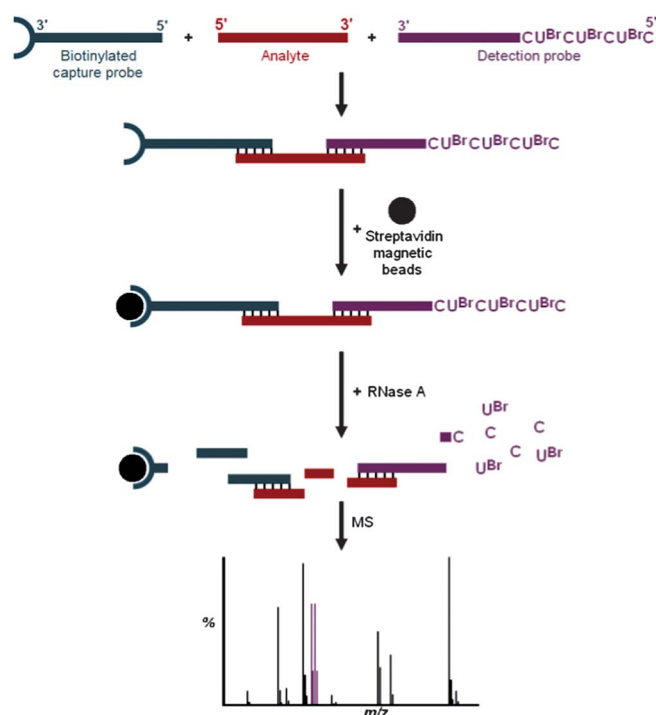 3' 5' + 5' 3' + 3' 5'
CUBrCUBrCUBrC
Biotinylated
capture probe
Analyte
Detection probe
CUBrCUBrCUBrC
+
Streptavidin
magnetic
beads
CUBrCUBrCUBrC
+ RNase A
UBr
C C C
UBr C UBr
MS
%
m/z